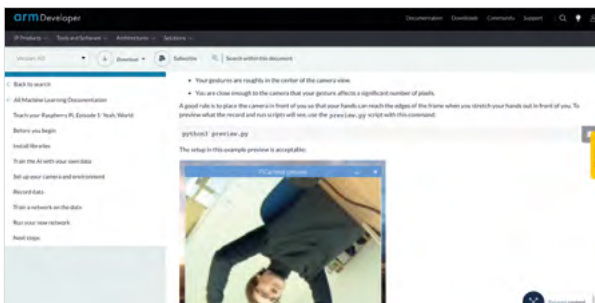 arm Developer
Documentation Downloads Community Support
IP Products Tools and Software Architectures Solutions
Download Subscribe Search within this document
Back to search
All Machine Learning Documentation
Teach your Raspberry Pi, Episode 1: Yeah, World
Before you begin
Install libraries
Train the AI with your own data
Set up your camera and environment
Record data
Train a network on the data
Run your new network
Next steps
• Your gestures are roughly in the center of the camera view.
• You are close enough to the camera that your gesture affects a significant number of pixels.
A good rule is to place the camera in front of you so that your hands can reach the edges of the frame when you stretch your hands out in front of you. To
preview what the record and run scripts will see, use the preview.py script with this command:
python3 preview.py
The setup in this example preview is acceptable: